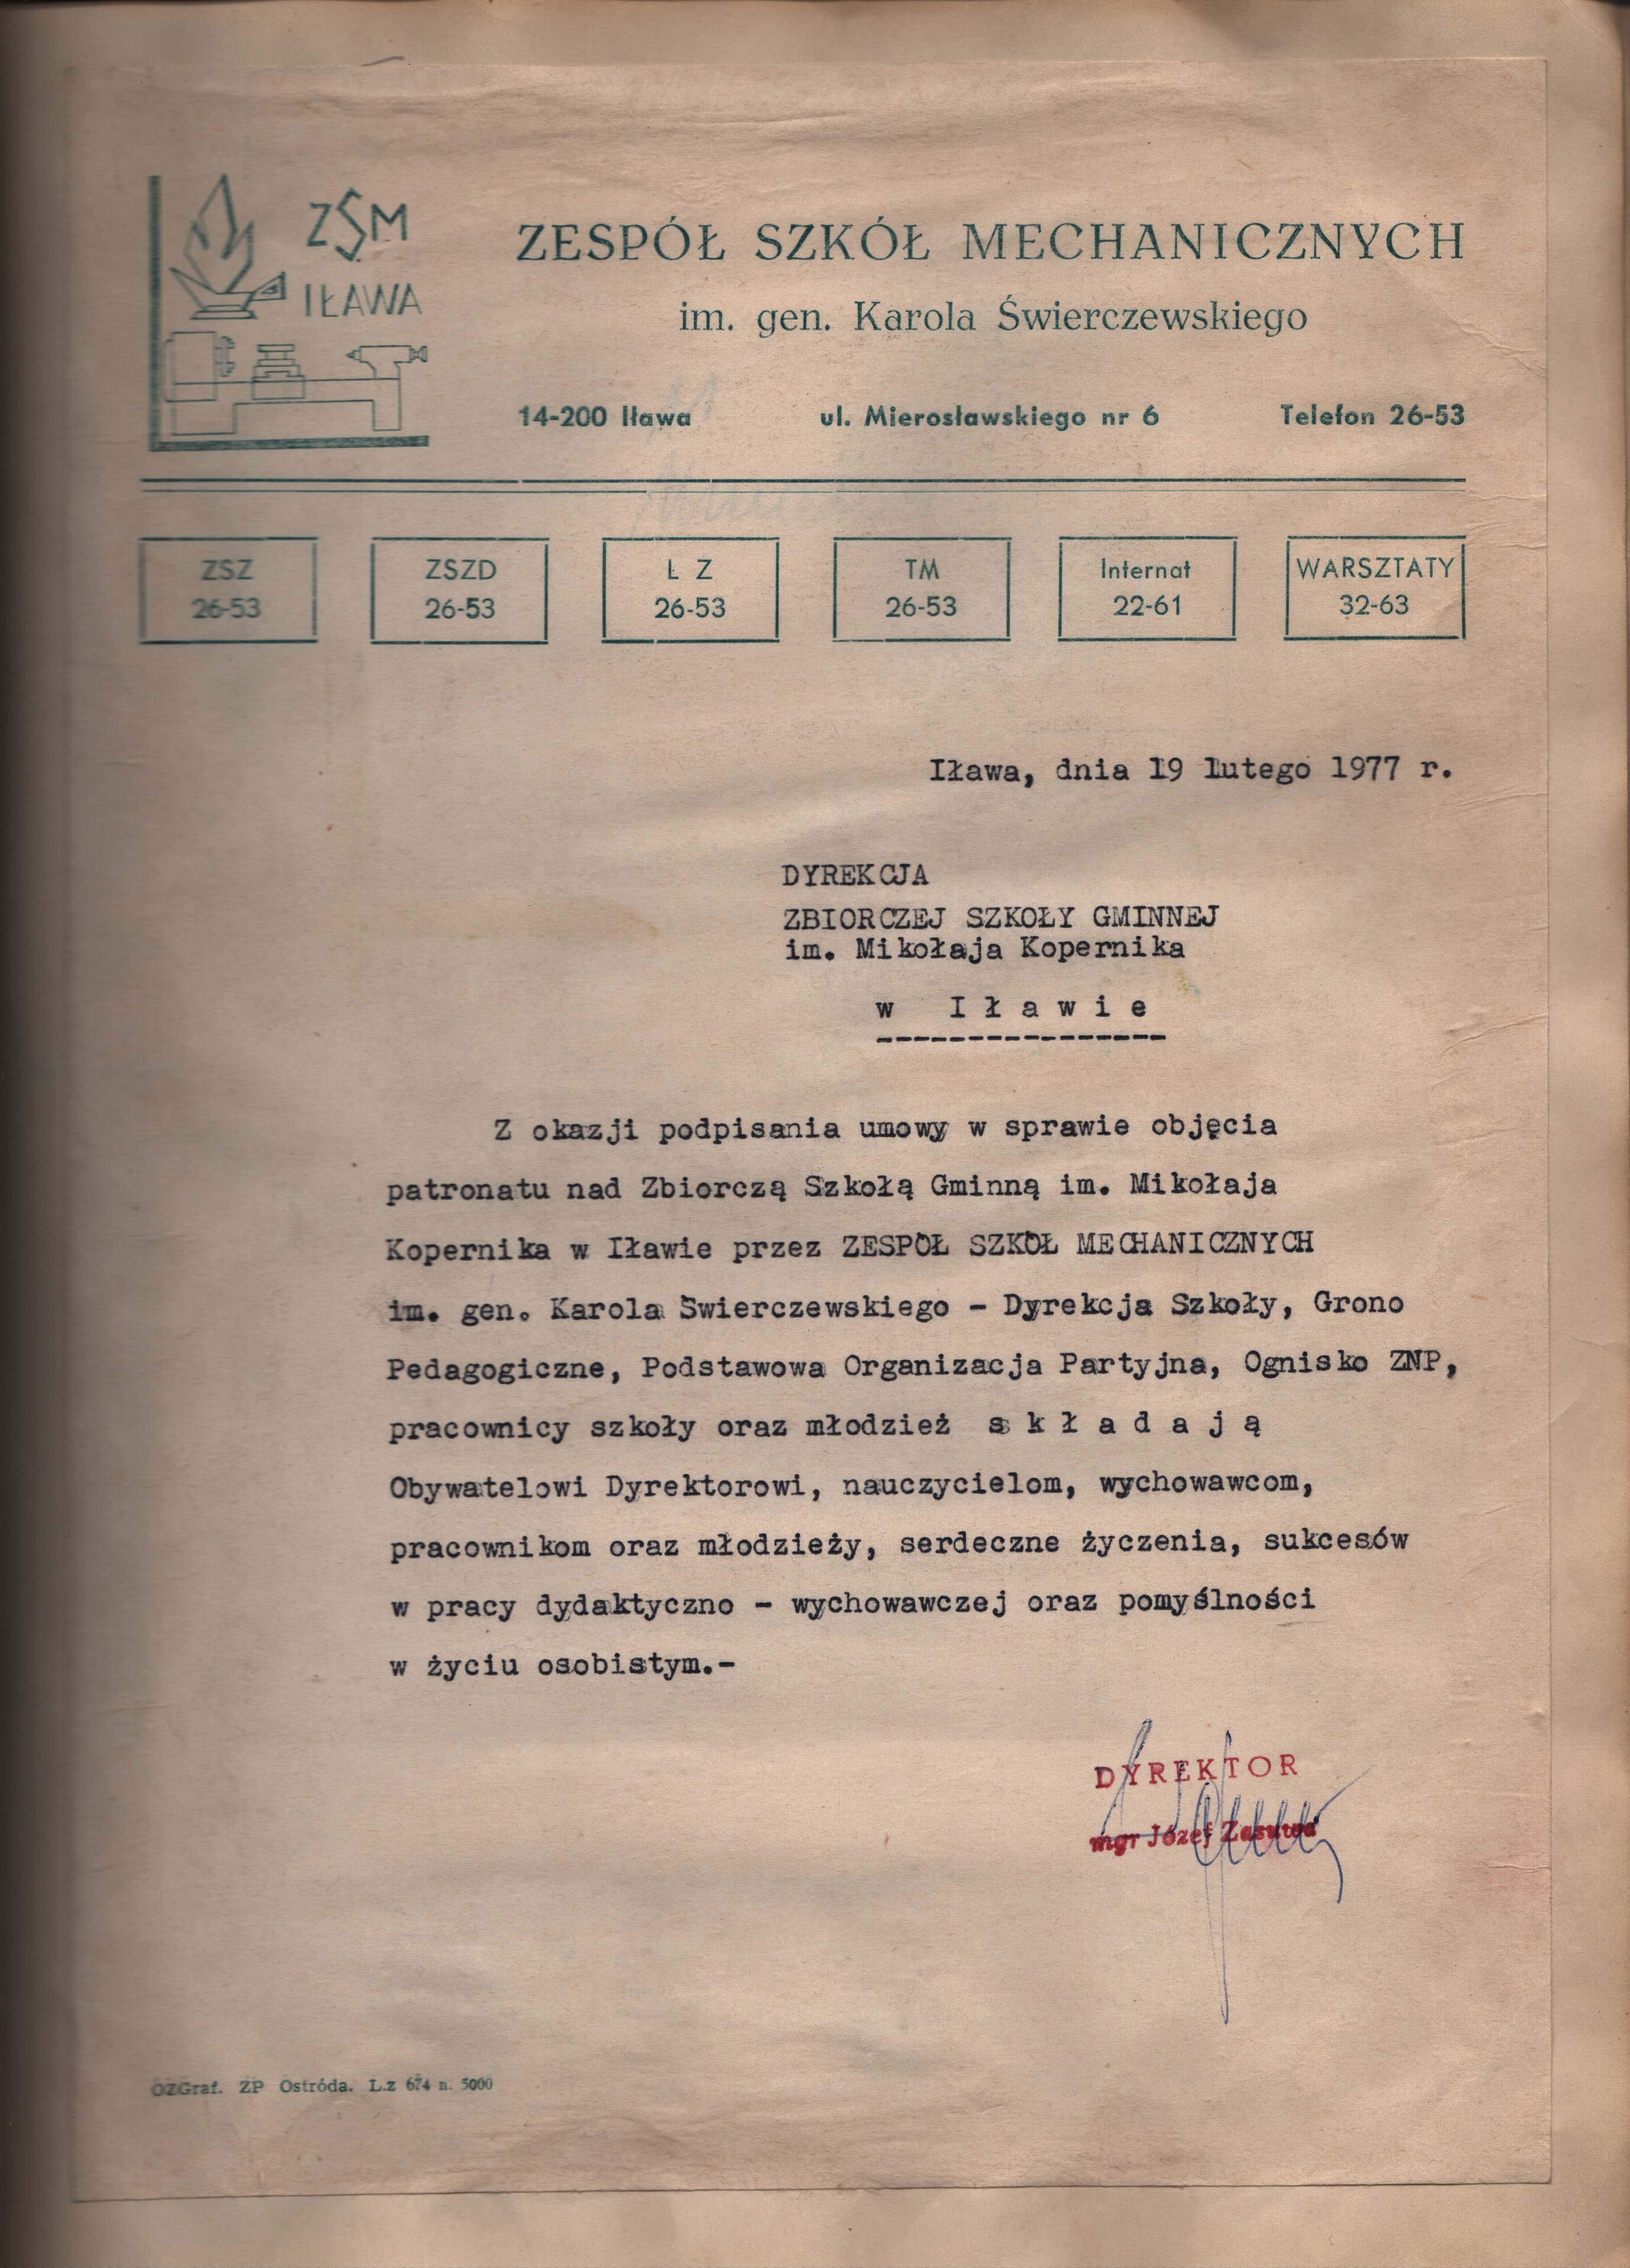 ZSM
IŁAWA
ZESPÓŁ SZKÓŁ MECHANICZNYCH
im. gen. Karola Świerczewskiego
14-200 Iława ul. Mierosławskiego nr 6 Telefon 26-53
ZSZ
26-53
ZSZD
26-53
Ł Z
26-53
TM
26-53
Internat
22-61
WARSZTATY
32-63
Iława, dnia 19 lutego 1977 r.
DYREKCJA
ZBIORCZEJ SZKOŁY GMINNEJ
im. Mikołaja Kopernika
w I ł a w i e
----------------
Z okazji podpisania umowy w sprawie objęcia
patronatu nad Zbiorczą Szkołą Gminną im. Mikołaja
Kopernika w Iławie przez ZESPÓŁ SZKÓŁ MECHANICZNYCH
im. gen. Karola Świerczewskiego - Dyrekcja Szkoły, Grono
Pedagogiczne, Podstawowa Organizacja Partyjna, Ognisko ZNP,
pracownicy szkoły oraz młodzież s k ł a d a j ą
Obywatelowi Dyrektorowi, nauczycielom, wychowawcom,
pracownikom oraz młodzieży, serdeczne życzenia, sukcesów
w pracy dydaktyczno - wychowawczej oraz pomyślności
w życiu osobistym.-
DYREKTOR
mgr Józef Zasuwa
OZGraf. ZP Ostróda. L.z 674 n. 5000